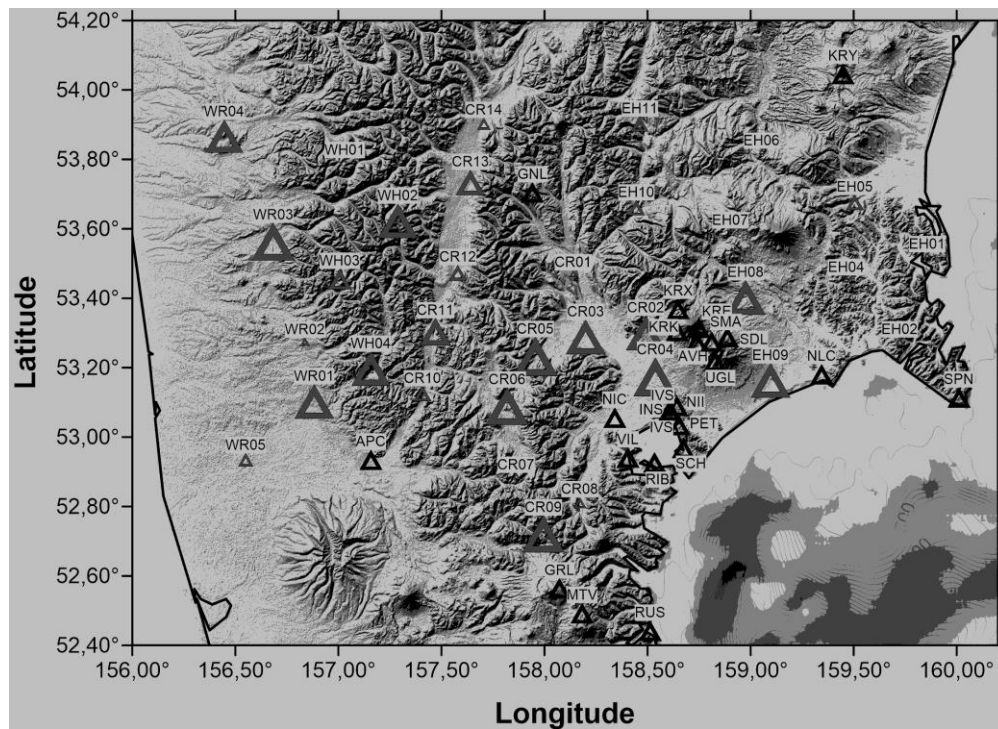 54,20°
KRY
54,00°
WR04
CR14
EH11
WH01
EH06
53,80°
CR13
GNL
WH02
EH10
EH05
WR03
EH07
53,60°
EH01
WH03
CR12
CR01
EH04
EH08
53,40°
KRX
CR11
CR03
CR02
KRE
SMA
WR02
WH04
CR05
KRK
SDL
EH02
53,20°
CR04
AVH
EH09
NLC
UGL
WR01
CR10
CR06
SPN
NIC
IVS
NII
INS
PET
53,00°
IVS
WR05
APC
VIL
CR07
SCH
RIB
52,80°
CR08
CR09
52,60°
GRL
MTV
RUS
52,40°
156,00° 156,50° 157,00° 157,50° 158,00° 158,50° 159,00° 159,50° 160,00°
Latitude
Longitude